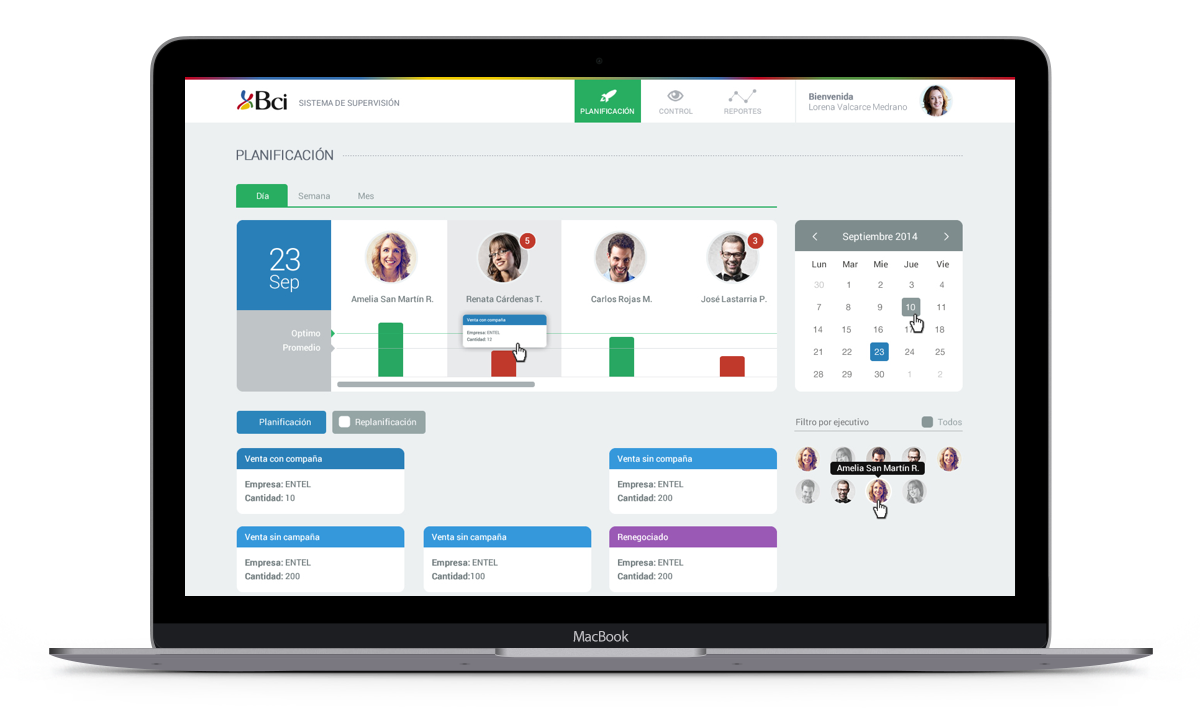 Bci
SISTEMA DE SUPERVISIÓN
PLANIFICACIÓN
CONTROL
REPORTES
Bienvenida
Lorena Valcarce Medrano
PLANIFICACIÓN
Día
Semana
Mes
23
Sep
Amelia San Martín R.
5
Renata Cárdenas T.
Carlos Rojas M.
3
José Lastarria P.
Optimo
Promedio
Venta con compaña
Empresa: ENTEL
Cantidad: 12
Septiembre 2014
Lun Mar Mie Jue Vie
30 1 2 3 4
7 8 9 10 11
14 15 16 17 18
21 22 23 24 25
28 29 30 1 2
Planificación
Replanificación
Filtro por ejecutivo
Todos
Amelia San Martín R.
Venta con compaña
Empresa: ENTEL
Cantidad: 10
Venta sin compaña
Empresa: ENTEL
Cantidad: 200
Venta sin campaña
Empresa: ENTEL
Cantidad: 200
Venta sin campaña
Empresa: ENTEL
Cantidad:100
Renegociado
Empresa: ENTEL
Cantidad: 200
MacBook